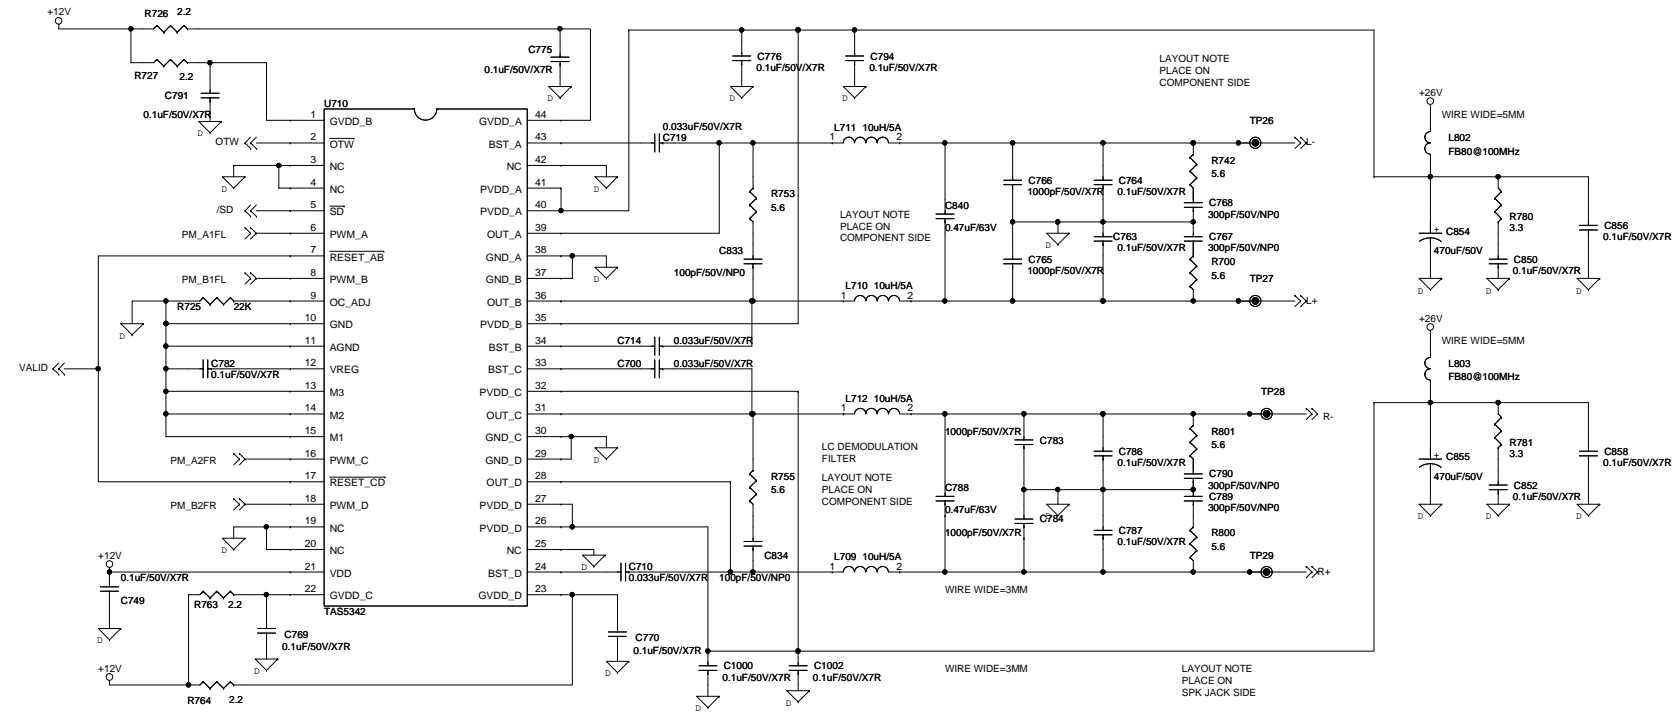 +12V
R726 2.2
R727 2.2
C791
0.1uF/50V/X7R
D
C775
0.1uF/50V/X7R
D
C776
0.1uF/50V/X7R
D
C794
0.1uF/50V/X7R
D
LAYOUT NOTE
PLACE ON
COMPONENT SIDE
U710
1 GVDD_B
2 OTW
3 NC
4 NC
5 SD
6 PWM_A
7 RESET_AB
8 PWM_B
9 OC_ADJ
10 GND
11 AGND
12 VREG
13 M3
14 M2
15 M1
16 PWM_C
17 RESET_CD
18 PWM_D
19 NC
20 NC
21 VDD
22 GVDD_C
GVDD_A 44
BST_A 43
NC 42
PVDD_A 41
PVDD_A 40
OUT_A 39
GND_A 38
GND_B 37
OUT_B 36
PVDD_B 35
BST_B 34
BST_C 33
PVDD_C 32
OUT_C 31
GND_C 30
GND_D 29
OUT_D 28
PVDD_D 27
PVDD_D 26
NC 25
BST_D 24
GVDD_D 23
TAS5342
OTW
D
/SD
PM_A1FL
PM_B1FL
R725 22K
D
VALID
C782
0.1uF/50V/X7R
PM_A2FR
PM_B2FR
D
+12V
0.1uF/50V/X7R
C749
D
R763 2.2
C769
0.1uF/50V/X7R
D
+12V
R764 2.2
D
D
D
D
0.033uF/50V/X7R
C719
R753
5.6
C833
100pF/50V/NP0
C714 0.033uF/50V/X7R
C700 0.033uF/50V/X7R
R755
5.6
C834
100pF/50V/NP0
C710
0.033uF/50V/X7R
C770
0.1uF/50V/X7R
D
C1000
0.1uF/50V/X7R
D
C1002
0.1uF/50V/X7R
D
L711 10uH/5A
1 2
LAYOUT NOTE
PLACE ON
COMPONENT SIDE
L710 10uH/5A
1 2
C840
0.47uF/63V
C766
1000pF/50V/X7R
C765
1000pF/50V/X7R
D
C764
0.1uF/50V/X7R
C763
0.1uF/50V/X7R
R742
5.6
C768
300pF/50V/NP0
C767
300pF/50V/NP0
R700
5.6
TP26
L-
TP27
L+
L712 10uH/5A
1 2
LC DEMODULATION
FILTER
LAYOUT NOTE
PLACE ON
COMPONENT SIDE
L709 10uH/5A
1 2
C788
0.47uF/63V
1000pF/50V/X7R
C783
C784
1000pF/50V/X7R
D
C786
0.1uF/50V/X7R
C787
0.1uF/50V/X7R
R801
5.6
C790
300pF/50V/NP0
C789
300pF/50V/NP0
R800
5.6
TP28
R-
TP29
R+
WIRE WIDE=3MM
WIRE WIDE=3MM
LAYOUT NOTE
PLACE ON
SPK JACK SIDE
+26V
WIRE WIDE=5MM
L802
FB80@100MHz
+
C854
470uF/50V
D
R780
3.3
C850
0.1uF/50V/X7R
D
C856
0.1uF/50V/X7R
D
+26V
WIRE WIDE=5MM
L803
FB80@100MHz
+
C855
470uF/50V
D
R781
3.3
C852
0.1uF/50V/X7R
D
C858
0.1uF/50V/X7R
D